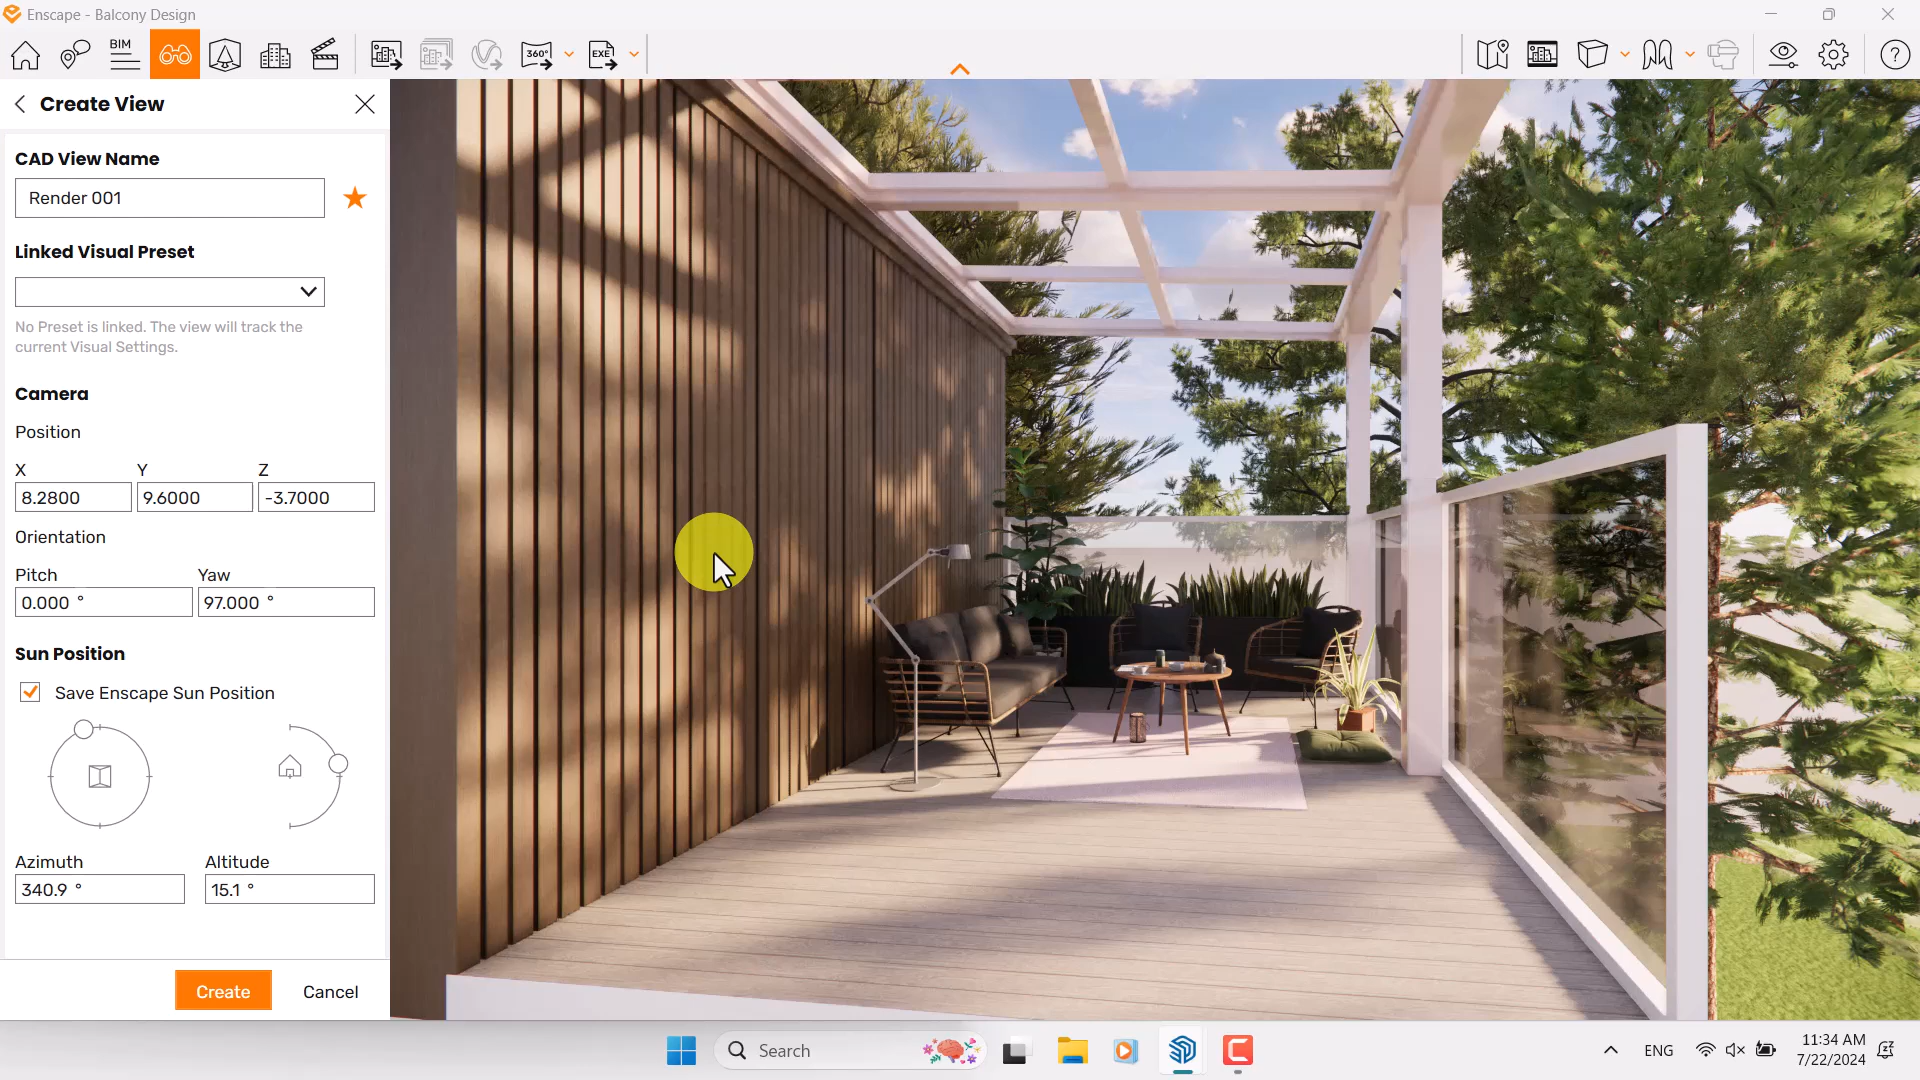 Enscape - Balcony Design
BIM
360°
EXE
Create View
CAD View Name
Render 001
Linked Visual Preset
No Preset is linked. The view will track the
current Visual Settings.
Camera
Position
X Y Z
8.2800 9.6000 -3.7000
Orientation
Pitch Yaw
0.000 ° 97.000 °
Sun Position
Save Enscape Sun Position
Azimuth Altitude
340.9 ° 15.1 °
Create Cancel
Search
ENG
11:34 AM
7/22/2024